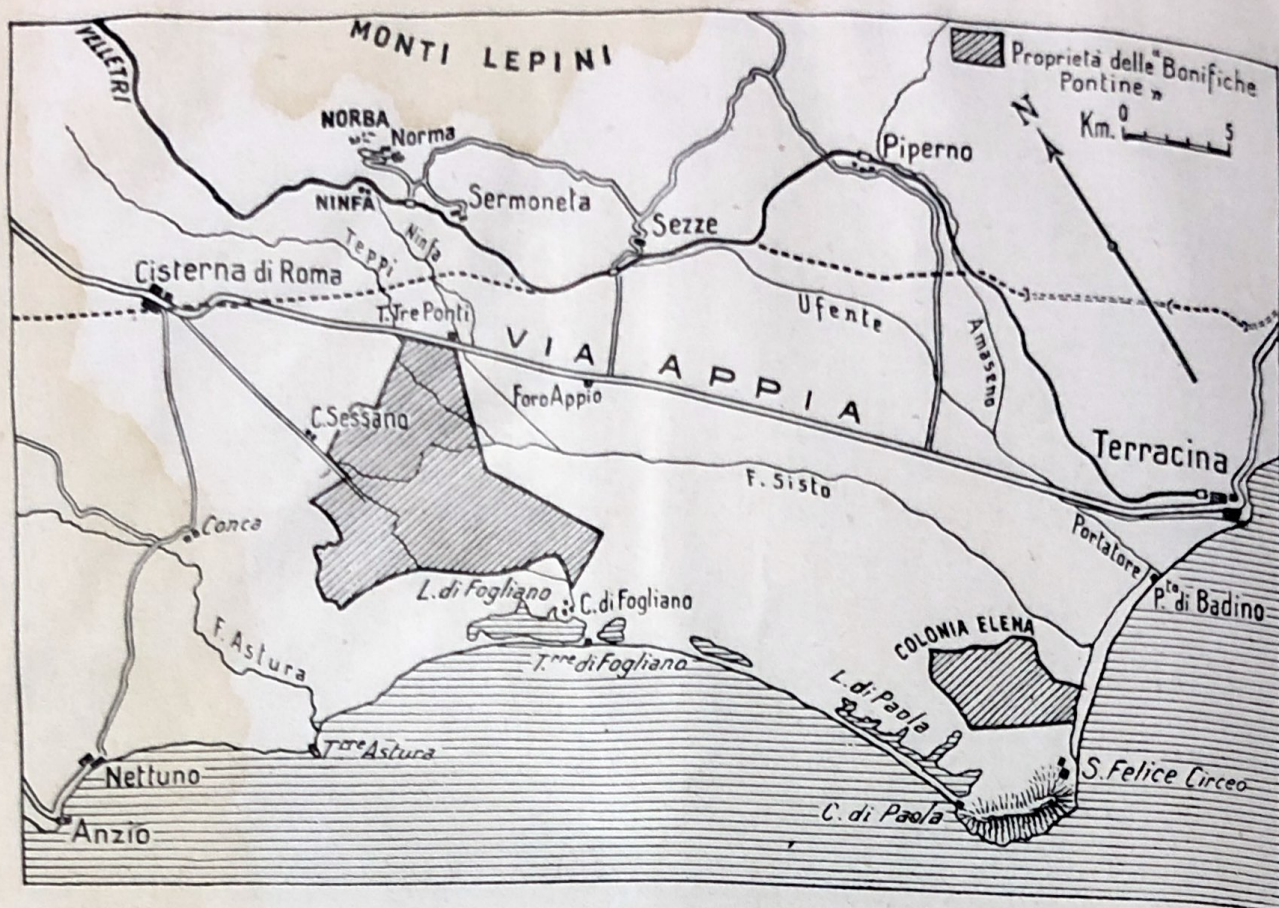 VELLETRI
MONTI LEPINI
Proprietà delle "Bonifiche
Pontine"
N
Km. 0 5
NORBA
Norma
Piperno
NINFA
Sermoneta
Sezze
Ninfa
Teppi
Cisterna di Roma
T. Tre Ponti
VIA APPIA
Ufente
Amaseno
Foro Appio
C. Sessano
Terracina
F. Sisto
Conca
Portatore
P.to di Badino
L. di Fogliano
C. di Fogliano
COLONIA ELENA
F. Astura
T.rre di Fogliano
L. di Paola
T.rre Astura
Nettuno
S. Felice Circeo
C. di Paola
Anzio